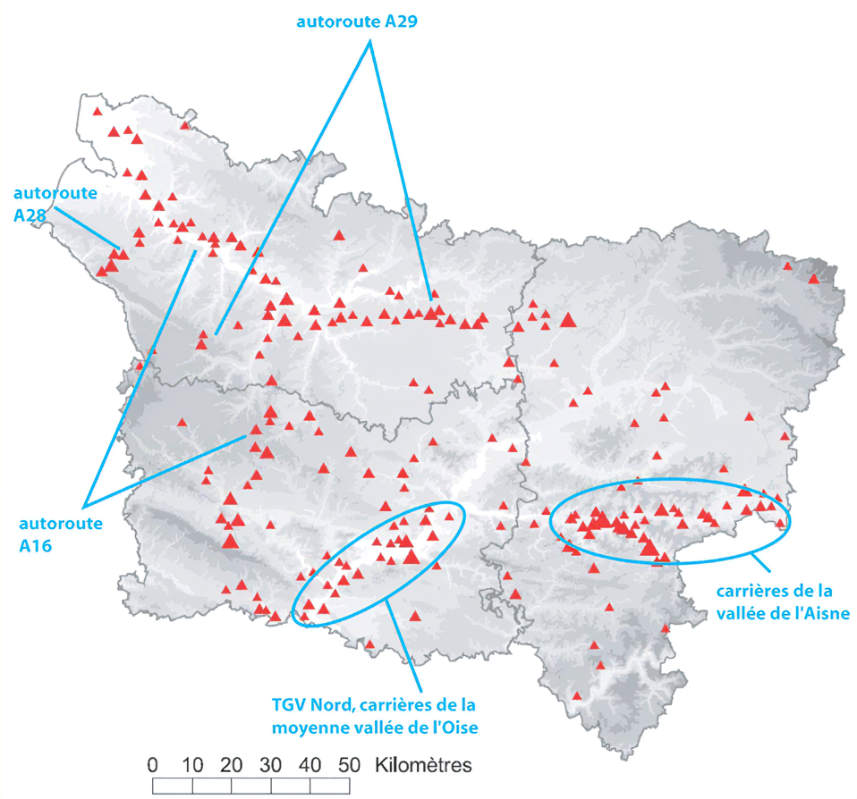 autoroute A29
autoroute
A28
autoroute
A16
carrières de la
vallée de l'Aisne
TGV Nord, carrières de la
moyenne vallée de l'Oise
0 10 20 30 40 50 Kilomètres